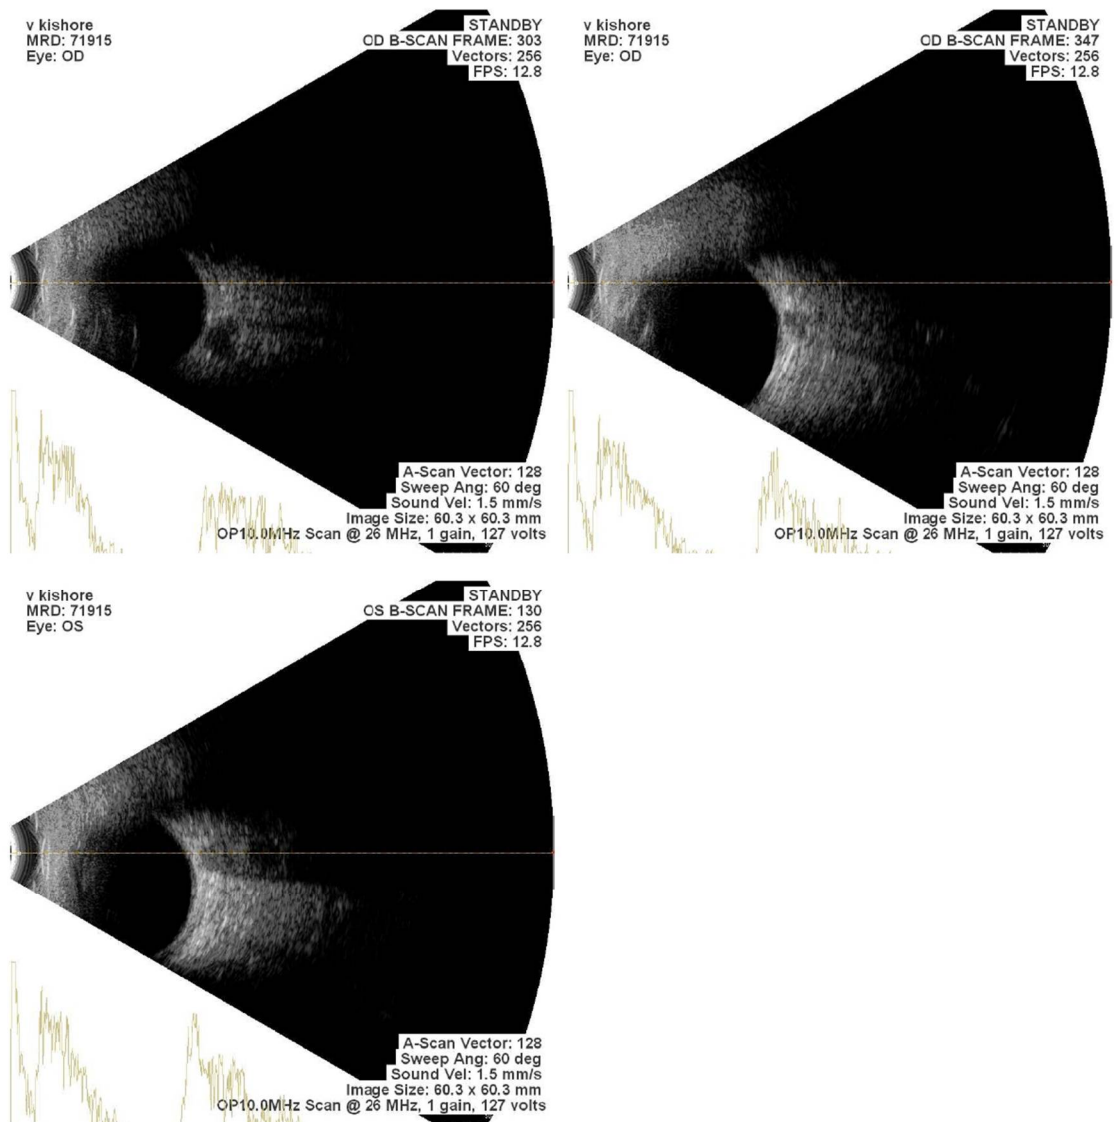 v kishore
MRD: 71915
Eye: OD
STANDBY
OD B-SCAN FRAME: 303
Vectors: 256
FPS: 12.8
A-Scan Vector: 128
Sweep Ang: 60 deg
Sound Vel: 1.5 mm/s
Image Size: 60.3 x 60.3 mm
OP10.0MHz Scan @ 26 MHz, 1 gain, 127 volts
v kishore
MRD: 71915
Eye: OD
STANDBY
OD B-SCAN FRAME: 347
Vectors: 256
FPS: 12.8
A-Scan Vector: 128
Sweep Ang: 60 deg
Sound Vel: 1.5 mm/s
Image Size: 60.3 x 60.3 mm
OP10.0MHz Scan @ 26 MHz, 1 gain, 127 volts
v kishore
MRD: 71915
Eye: OS
STANDBY
OS B-SCAN FRAME: 130
Vectors: 256
FPS: 12.8
A-Scan Vector: 128
Sweep Ang: 60 deg
Sound Vel: 1.5 mm/s
Image Size: 60.3 x 60.3 mm
OP10.0MHz Scan @ 26 MHz, 1 gain, 127 volts